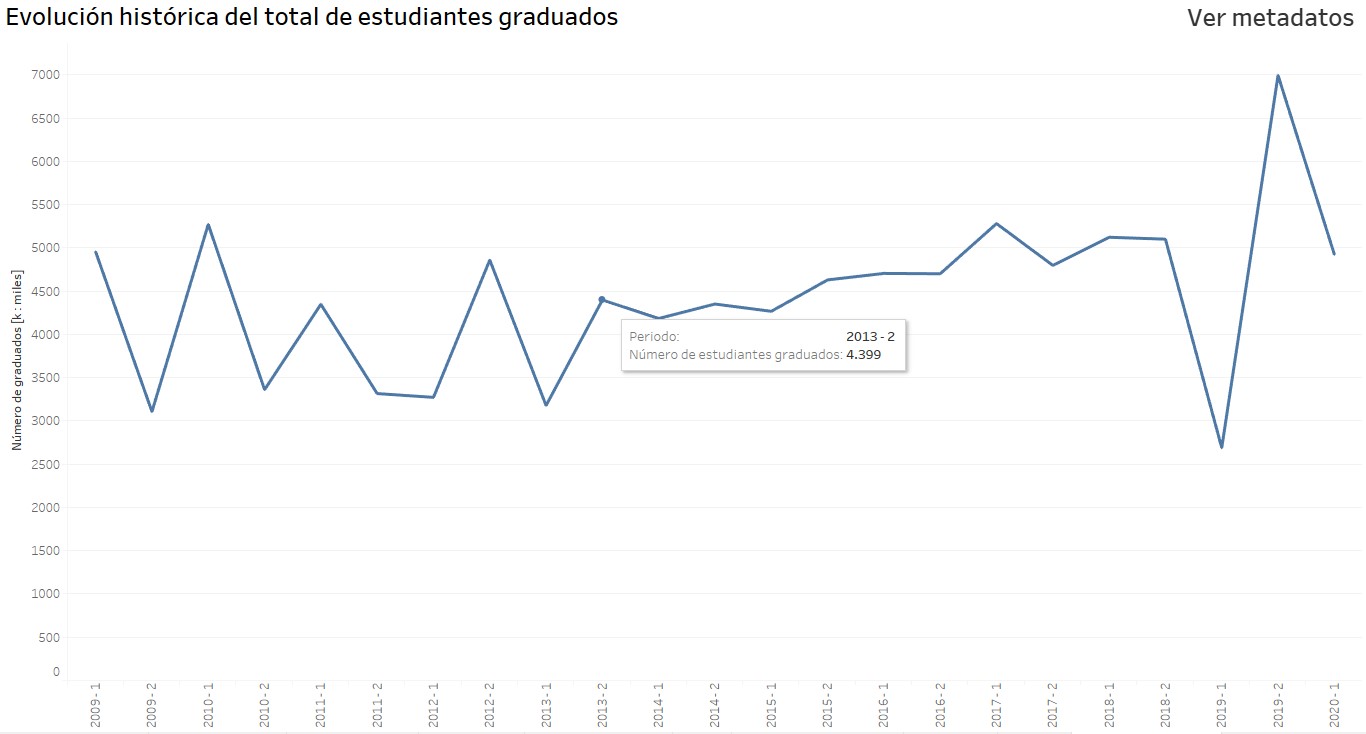 Evolución histórica del total de estudiantes graduados
Ver metadatos
Número de graduados [k : miles]
7000
6500
6000
5500
5000
4500
4000
3500
3000
2500
2000
1500
1000
500
0
Periodo: 2013 - 2
Número de estudiantes graduados: 4.399
2009 - 1
2009 - 2
2010 - 1
2010 - 2
2011 - 1
2011 - 2
2012 - 1
2012 - 2
2013 - 1
2013 - 2
2014 - 1
2014 - 2
2015 - 1
2015 - 2
2016 - 1
2016 - 2
2017 - 1
2017 - 2
2018 - 1
2018 - 2
2019 - 1
2019 - 2
2020 - 1